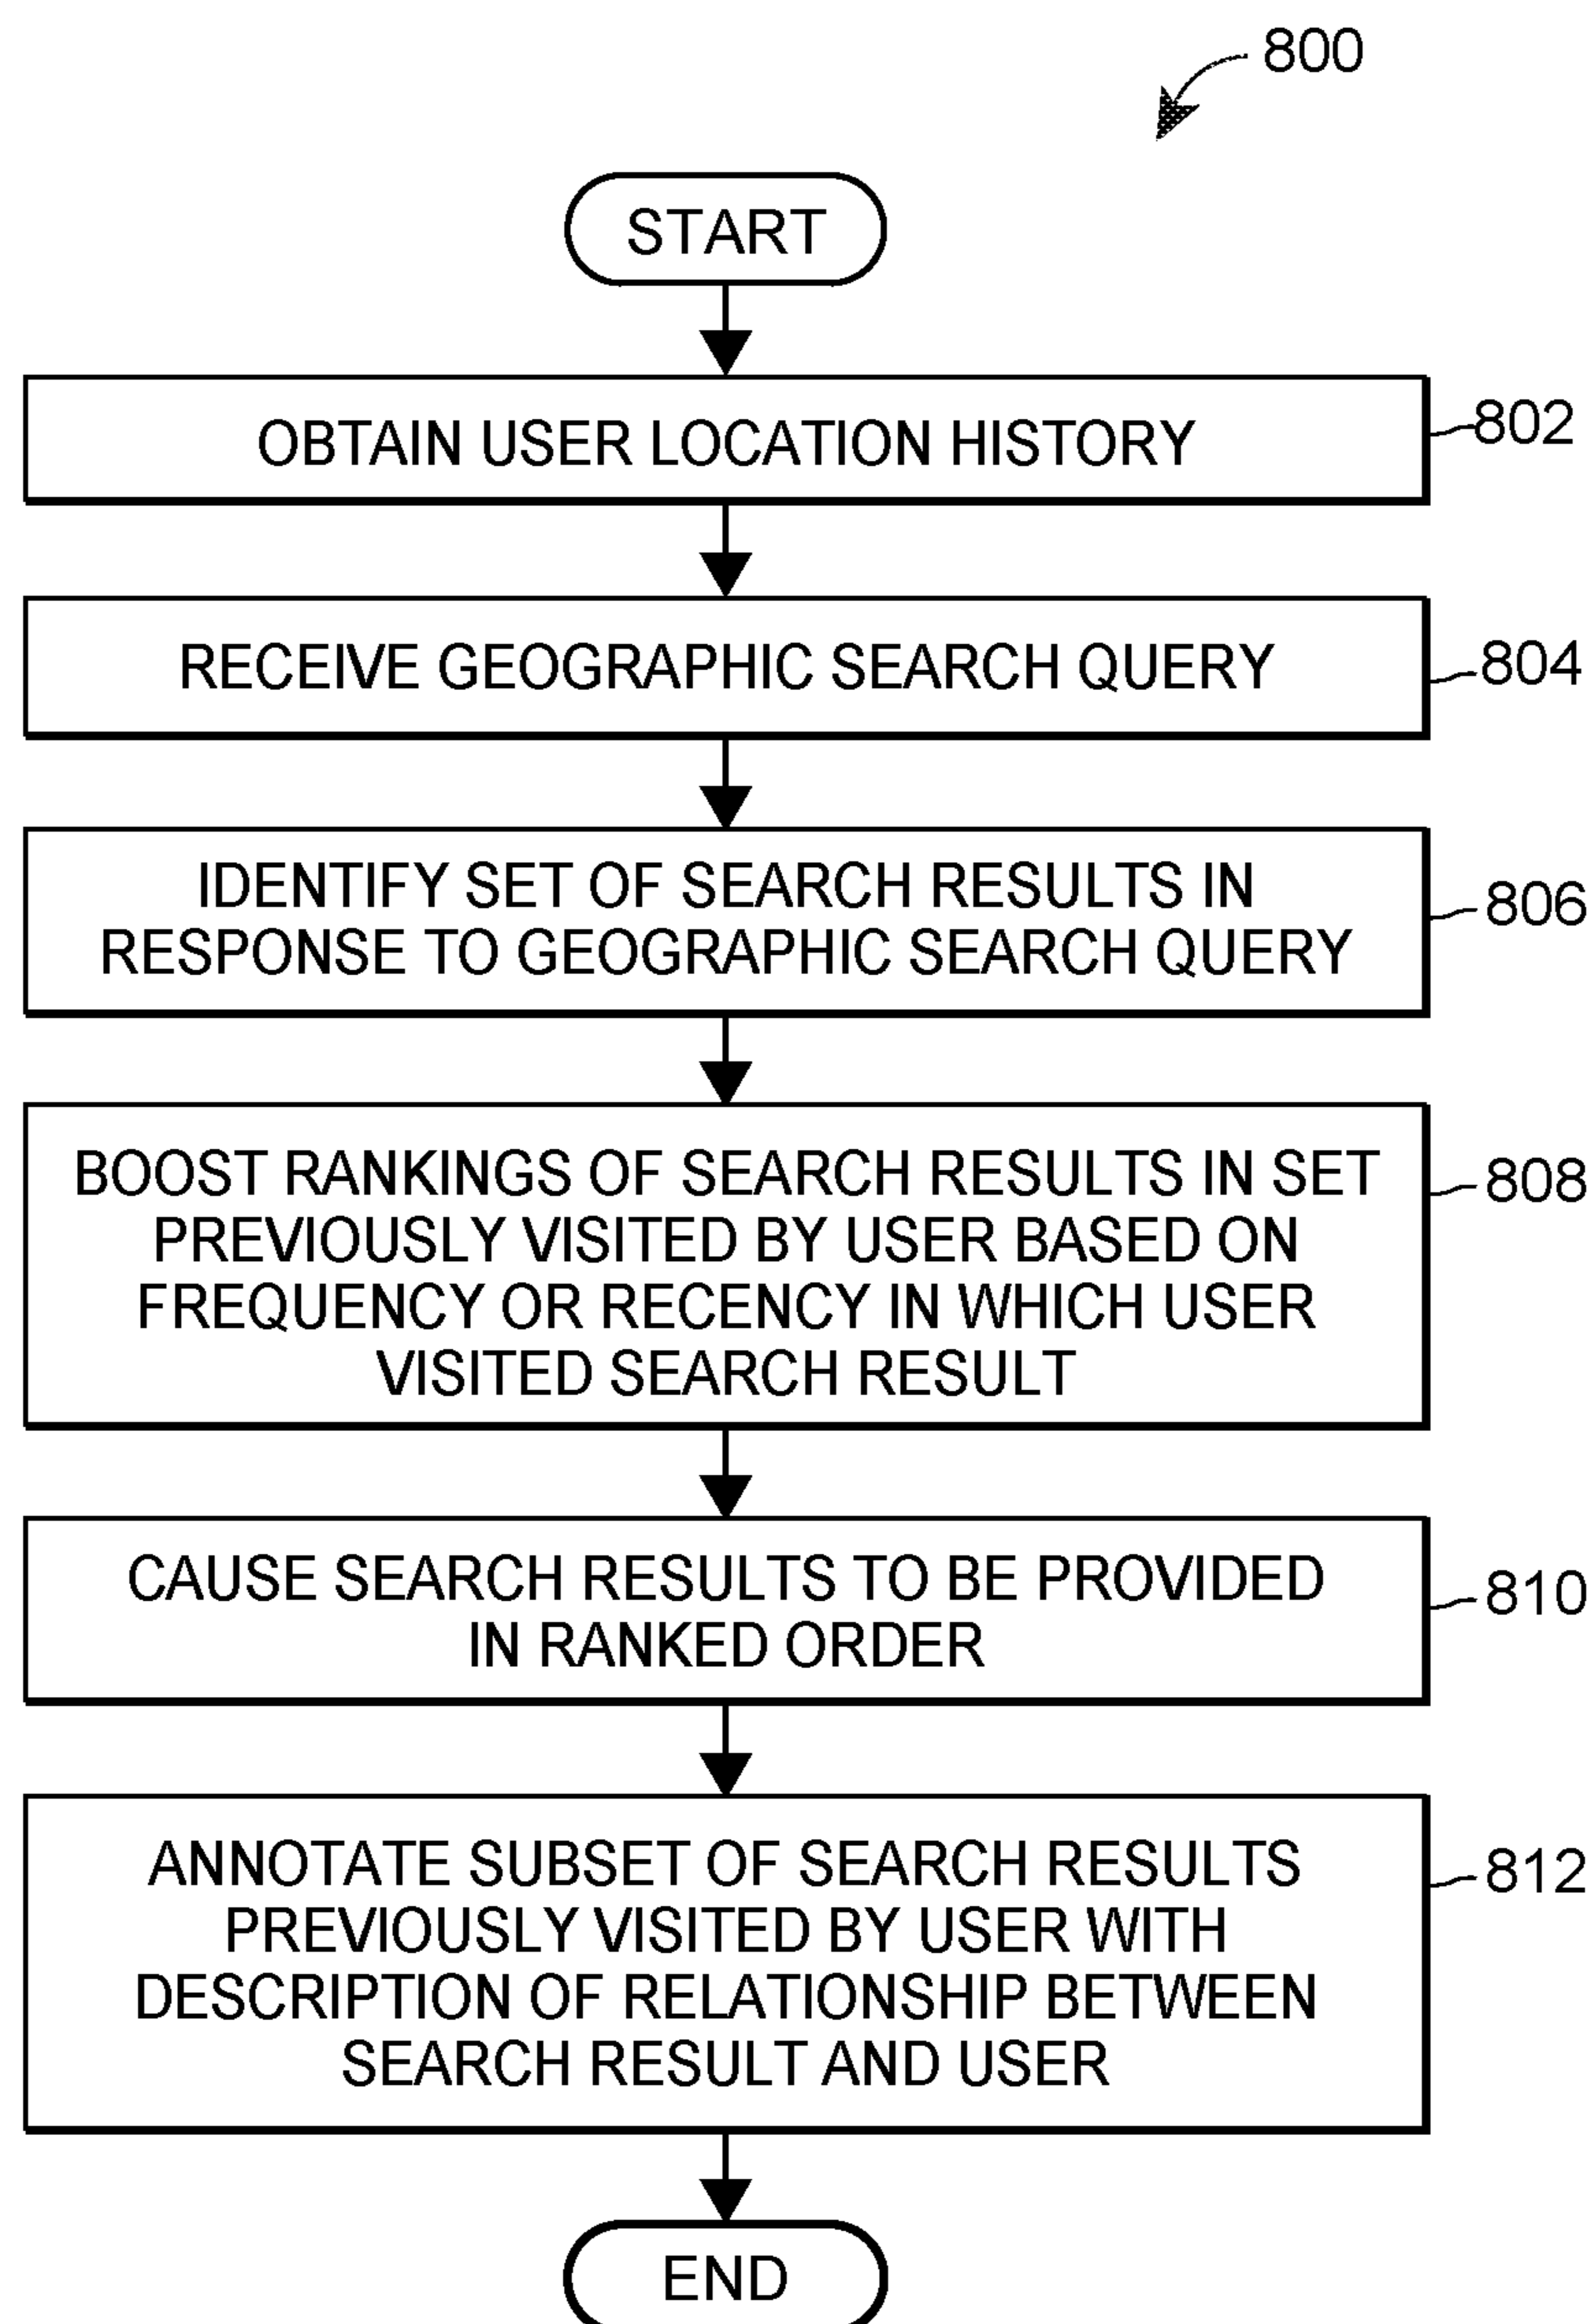 800
START
OBTAIN USER LOCATION HISTORY
802
RECEIVE GEOGRAPHIC SEARCH QUERY
804
IDENTIFY SET OF SEARCH RESULTS IN
RESPONSE TO GEOGRAPHIC SEARCH QUERY
806
BOOST RANKINGS OF SEARCH RESULTS IN SET
PREVIOUSLY VISITED BY USER BASED ON
FREQUENCY OR RECENCY IN WHICH USER
VISITED SEARCH RESULT
808
CAUSE SEARCH RESULTS TO BE PROVIDED
IN RANKED ORDER
810
ANNOTATE SUBSET OF SEARCH RESULTS
PREVIOUSLY VISITED BY USER WITH
DESCRIPTION OF RELATIONSHIP BETWEEN
SEARCH RESULT AND USER
812
END